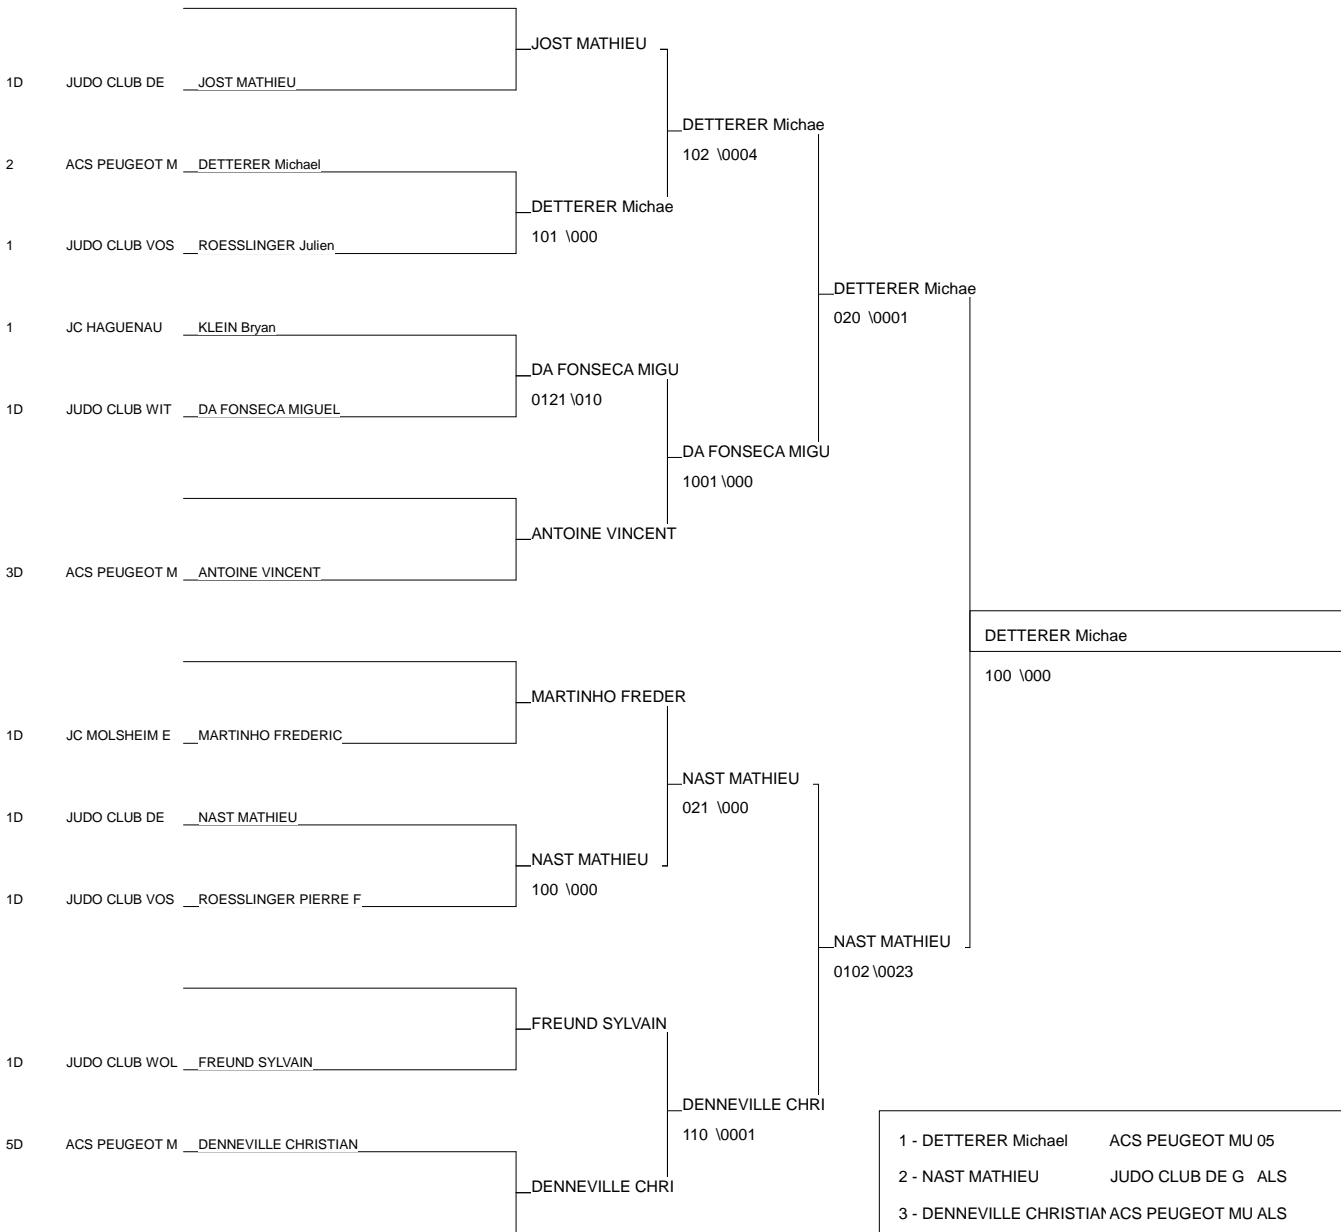 JOST MATHIEU
1D JUDO CLUB DE JOST MATHIEU
DETTERER Michae
102 \0004
2 ACS PEUGEOT M DETTERER Michael
DETTERER Michae
101 \000
1 JUDO CLUB VOS ROESSLINGER Julien
DETTERER Michae
020 \0001
1 JC HAGUENAU KLEIN Bryan
DA FONSECA MIGU
0121 \010
1D JUDO CLUB WIT DA FONSECA MIGUEL
DA FONSECA MIGU
1001 \000
ANTOINE VINCENT
3D ACS PEUGEOT M ANTOINE VINCENT
DETTERER Michae
100 \000
MARTINHO FREDER
1D JC MOLSHEIM E MARTINHO FREDERIC
NAST MATHIEU
021 \000
1D JUDO CLUB DE NAST MATHIEU
NAST MATHIEU
100 \000
1D JUDO CLUB VOS ROESSLINGER PIERRE F
NAST MATHIEU
0102 \0023
FREUND SYLVAIN
1D JUDO CLUB WOL FREUND SYLVAIN
DENNEVILLE CHRI
110 \0001
5D ACS PEUGEOT M DENNEVILLE CHRISTIAN
DENNEVILLE CHRI
1 - DETTERER Michael ACS PEUGEOT MU 05
2 - NAST MATHIEU JUDO CLUB DE G ALS
3 - DENNEVILLE CHRISTIAN ACS PEUGEOT MU ALS